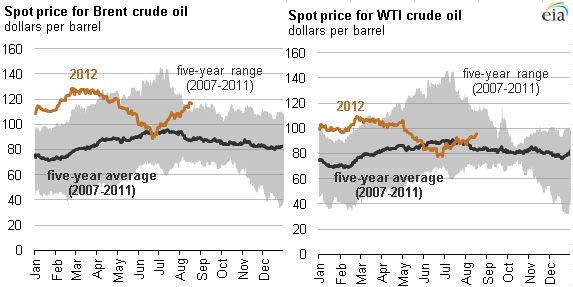 Spot price for Brent crude oil
dollars per barrel
160
140
120
100
80
60
40
20
0
2012
five-year range
(2007-2011)
five-year average
(2007-2011)
Jan
Feb
Mar
Apr
May
Jun
Jul
Aug
Sep
Oct
Nov
Dec
Spot price for WTI crude oil
dollars per barrel
eia
160
140
120
100
80
60
40
20
0
2012
five-year range
(2007-2011)
five-year average
(2007-2011)
Jan
Feb
Mar
Apr
May
Jun
Jul
Aug
Sep
Oct
Nov
Dec